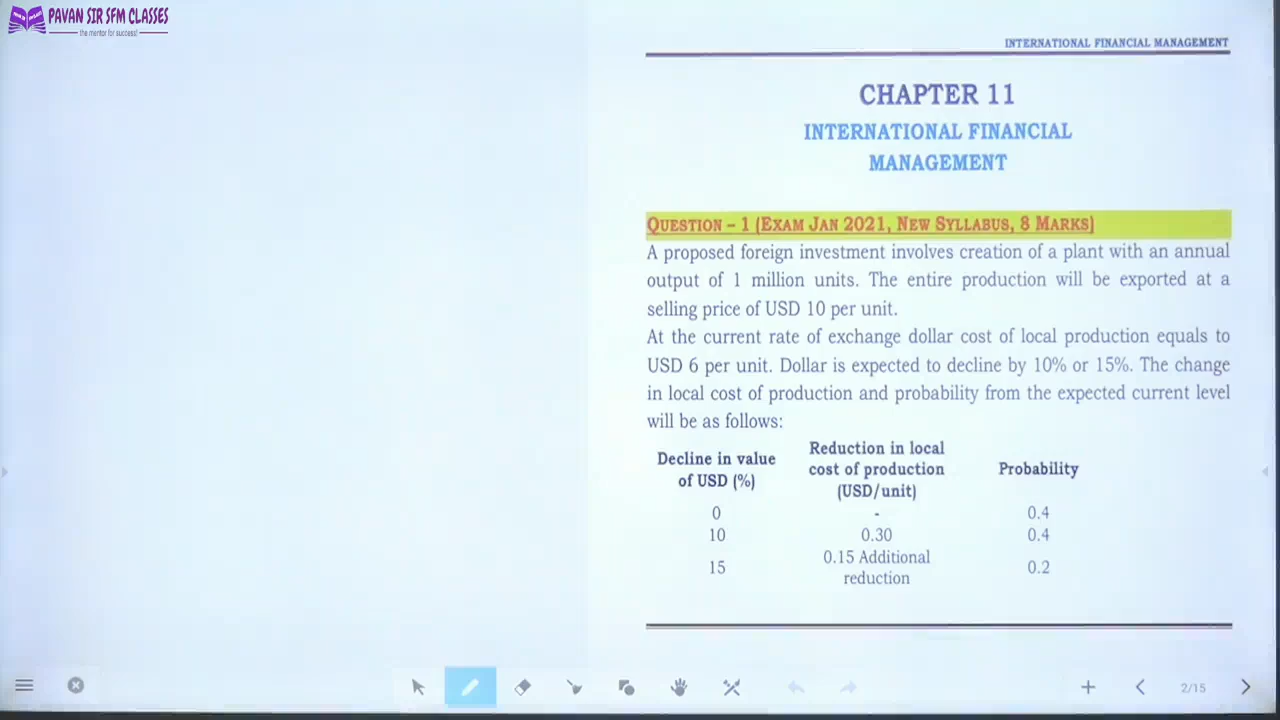 PAVAN SIR SFM CLASSES
the mentor for success!
INTERNATIONAL FINANCIAL MANAGEMENT
CHAPTER 11
INTERNATIONAL FINANCIAL
MANAGEMENT
QUESTION – 1 (EXAM JAN 2021, NEW SYLLABUS, 8 MARKS)
A proposed foreign investment involves creation of a plant with an annual
output of 1 million units. The entire production will be exported at a
selling price of USD 10 per unit.
At the current rate of exchange dollar cost of local production equals to
USD 6 per unit. Dollar is expected to decline by 10% or 15%. The change
in local cost of production and probability from the expected current level
will be as follows:
Decline in value of USD (%) Reduction in local cost of production (USD/unit) Probability
0 - 0.4
10 0.30 0.4
15 0.15 Additional reduction 0.2
2/15